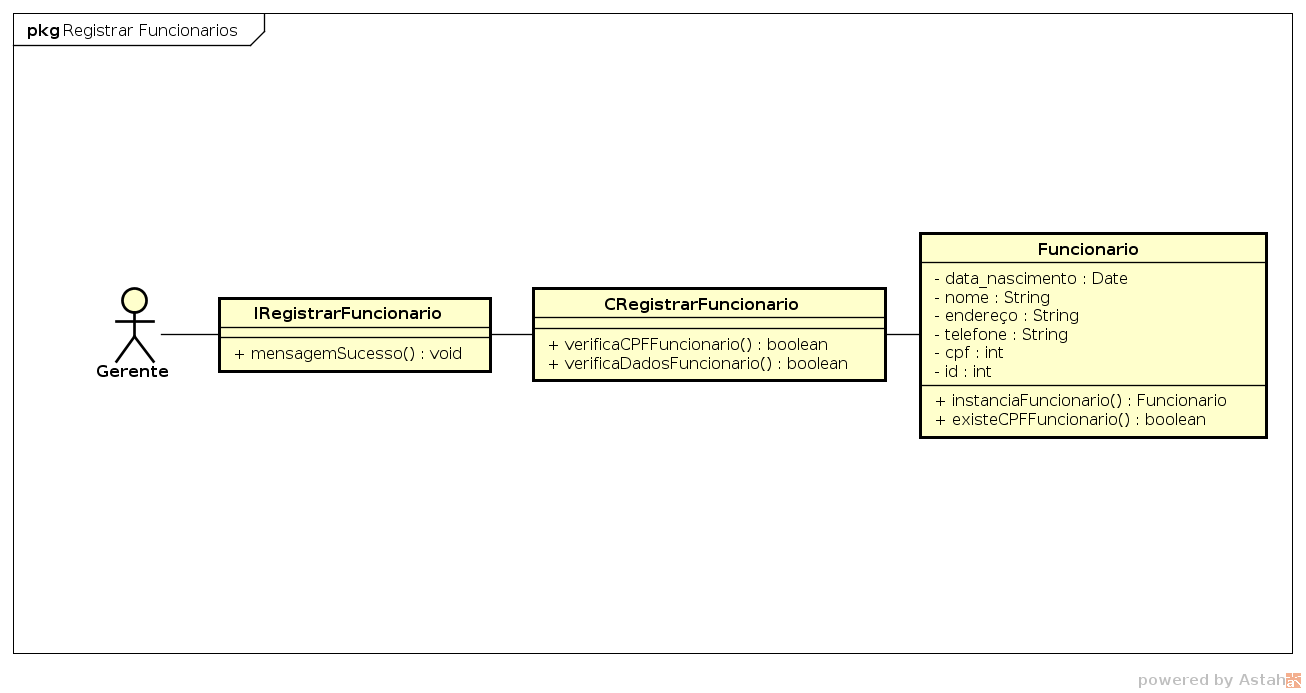 pkg Registrar Funcionarios
Gerente
IRegistrarFuncionario
+ mensagemSucesso() : void
CRegistrarFuncionario
+ verificaCPFFuncionario() : boolean
+ verificaDadosFuncionario() : boolean
Funcionario
- data_nascimento : Date
- nome : String
- endereço : String
- telefone : String
- cpf : int
- id : int
+ instanciaFuncionario() : Funcionario
+ existeCPFFuncionario() : boolean
powered by Astah